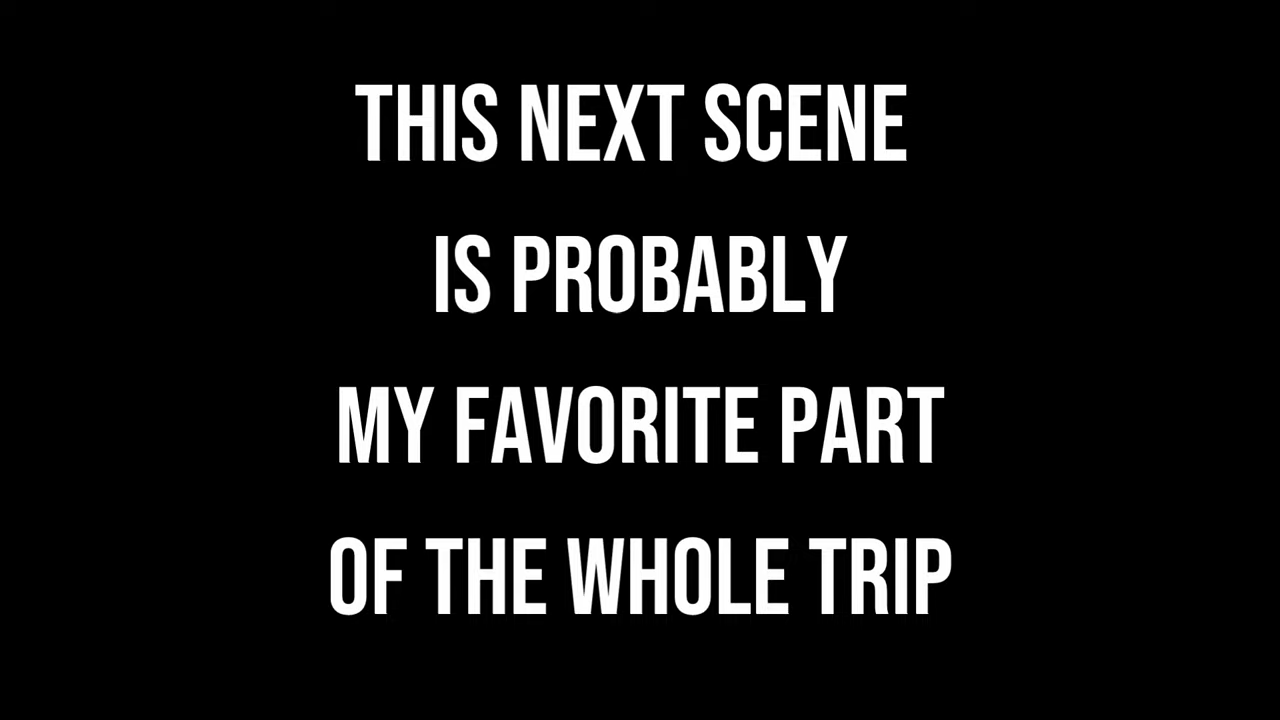 THIS NEXT SCENE
IS PROBABLY
MY FAVORITE PART
OF THE WHOLE TRIP